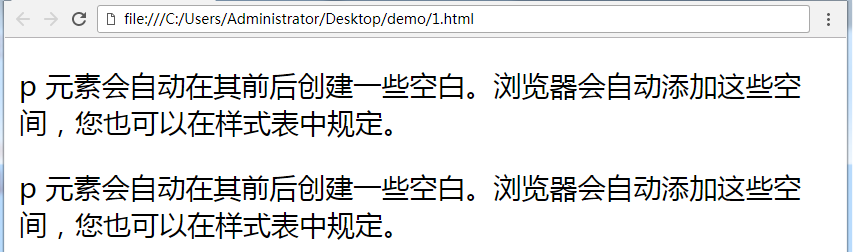 file:///C:/Users/Administrator/Desktop/demo/1.html
p 元素会自动在其前后创建一些空白。浏览器会自动添加这些空
间，您也可以在样式表中规定。
p 元素会自动在其前后创建一些空白。浏览器会自动添加这些空
间，您也可以在样式表中规定。